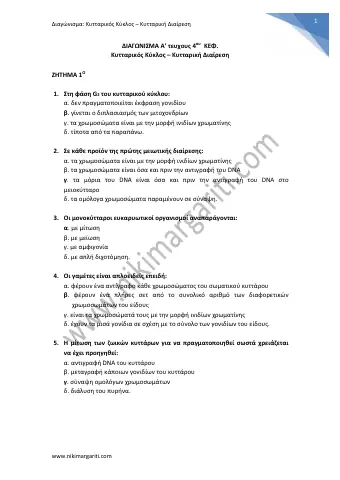 Διαγώνισμα: Κυτταρικός Κύκλος – Κυτταρική Διαίρεση
1
ΔΙΑΓΩΝΙΣΜΑ Α' τευχους 4ου ΚΕΦ.
Κυτταρικός Κύκλος – Κυτταρική Διαίρεση
ΖΗΤΗΜΑ 1Ο
1. Στη φάση G₁ του κυτταρικού κύκλου:
α. δεν πραγματοποιείται έκφραση γονιδίου
β. γίνεται ο διπλασιασμός των μετοχονδρίων
γ. τα χρωμοσώματα είναι με την μορφή ινιδίων χρωματίνης
δ. τίποτα από τα παραπάνω.
2. Σε κάθε προϊόν της πρώτης μειωτικής διαίρεσης:
α. τα χρωμοσώματα είναι με την μορφή ινιδίων χρωματίνης
β. τα χρωμοσώματα είναι όσα και πριν την αντιγραφή του DNA
γ. τα μόρια του DNA είναι όσα και πριν την αντιγραφή του DNA στο
μειοκύτταρο
δ. τα ομόλογα χρωμοσώματα παραμένουν σε σύναψη.
3. Οι μονοκύτταροι ευκαρυωτικοί οργανισμοί αναπαράγονται:
α. με μίτωση
β. με μείωση
γ. με αμφιγονία
δ. με απλή διχοτόμηση.
4. Οι γαμέτες είναι απλοειδείς επειδή:
α. φέρουν ένα αντίγραφο κάθε χρωμοσώματος του σωματικού κυττάρου
β. φέρουν ένα πλήρες σετ από το συνολικό αριθμό των διαφορετικών
χρωμοσωμάτων του είδους
γ. είναι τα χρωμοσώματά τους με την μορφή ινιδίων χρωματίνης
δ. έχουν τα μισά γονίδια σε σχέση με το σύνολο των γονιδίων του είδους.
5. Η μίτωση των ζωικών κυττάρων για να πραγματοποιηθεί σωστά χρειάζεται
να έχει προηγηθεί:
α. αντιγραφή DNA του κυττάρου
β. μεταγραφή κάποιων γονιδίων του κυττάρου
γ. σύναψη ομολόγων χρωμοσωμάτων
δ. διάλυση του πυρήνα.
www.nikimargariti.com
www.nikimargariti.com